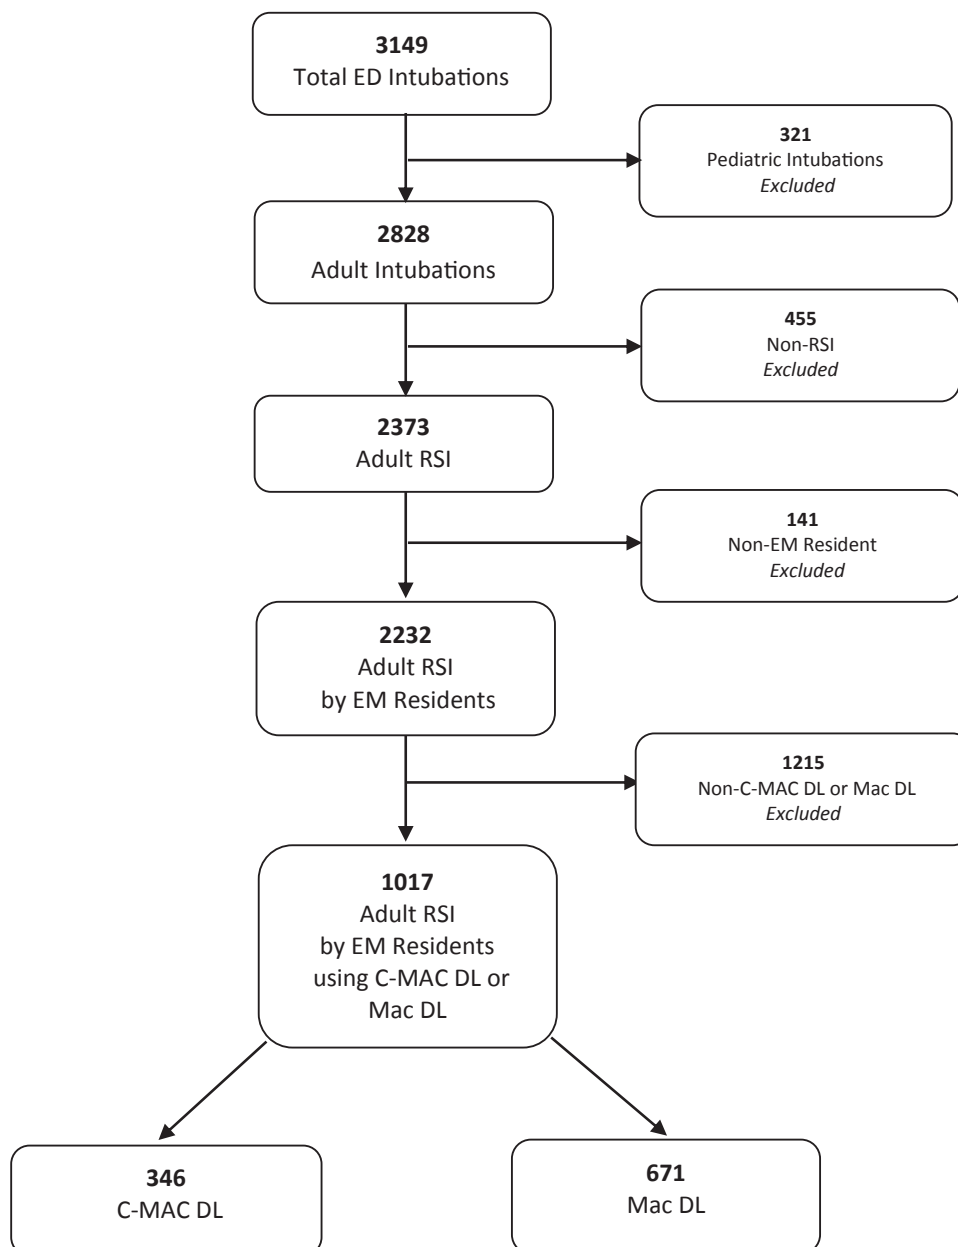 3149
Total ED Intubations
321
Pediatric Intubations
Excluded
2828
Adult Intubations
455
Non-RSI
Excluded
2373
Adult RSI
141
Non-EM Resident
Excluded
2232
Adult RSI
by EM Residents
1215
Non-C-MAC DL or Mac DL
Excluded
1017
Adult RSI
by EM Residents
using C-MAC DL or
Mac DL
346
C-MAC DL
671
Mac DL